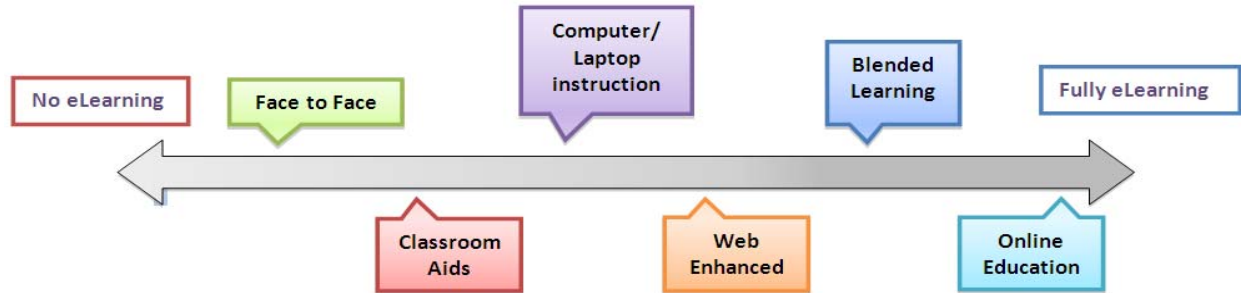 No eLearning
Face to Face
Computer/
Laptop
instruction
Blended
Learning
Fully eLearning
Classroom
Aids
Web
Enhanced
Online
Education